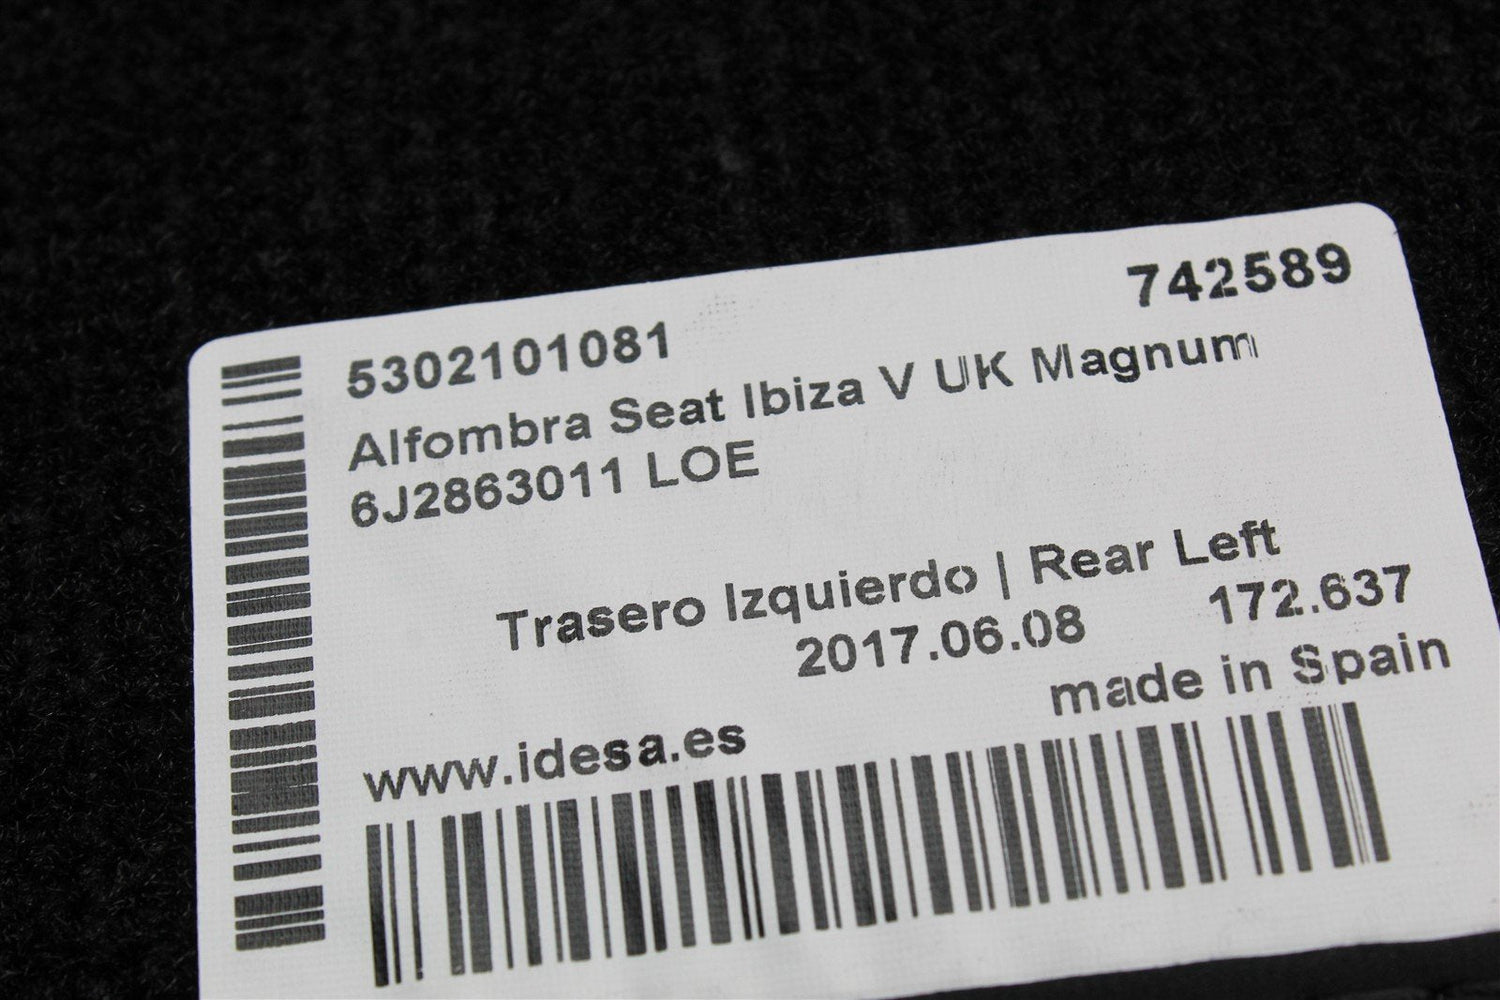 742589
5302101081
Alfombra Seat Ibiza V UK Magnum
6J2863011 LOE
Trasero Izquierdo | Rear Left
2017.06.08 172.637
made in Spain
www.idesa.es